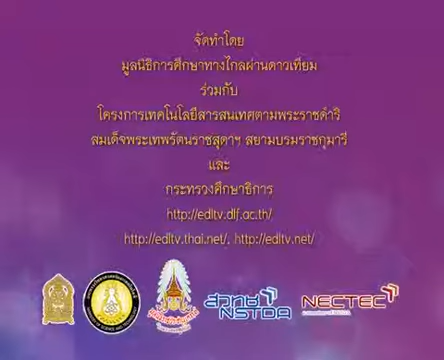 จัดทำโดย
มูลนิธิการศึกษาทางไกลผ่านดาวเทียม
ร่วมกับ
โครงการเทคโนโลยีสารสนเทศตามพระราชดำริ
สมเด็จพระเทพรัตนราชสุดาฯ สยามบรมราชกุมารี
และ
กระทรวงศึกษาธิการ
http://edltv.dlf.ac.th/
http://edltv.thai.net/, http://edltv.net/
สวทช NECTEC
NSTDA